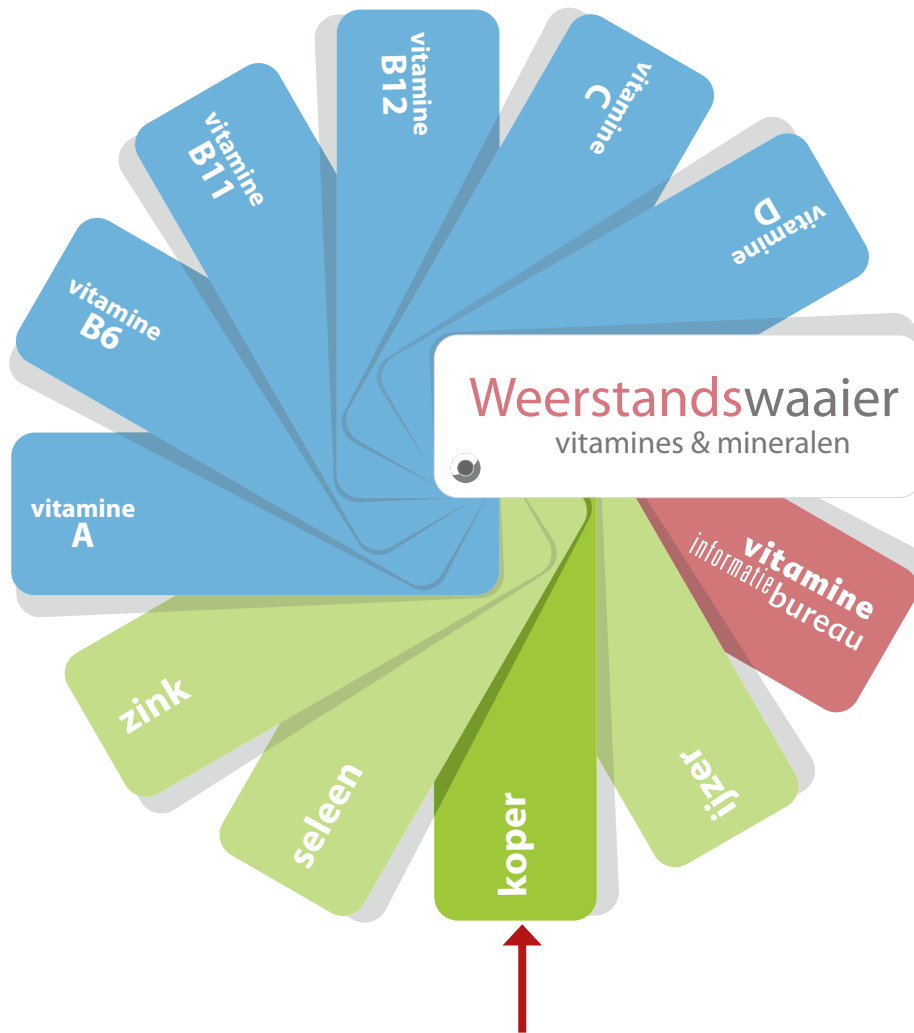 Weerstandswaaier
vitamines & mineralen
vitamine
A
vitamine
B6
vitamine
B11
vitamine
B12
vitamine
C
vitamine
D
vitamine
informatie
bureau
ijzer
koper
seleen
zink